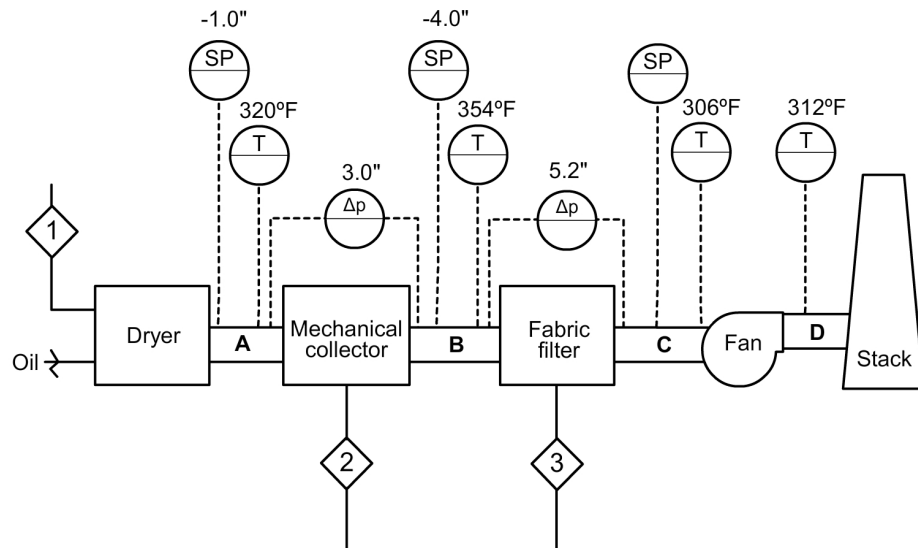 -1.0"
-4.0"
SP
SP
SP
320ºF
354ºF
306ºF
312ºF
T
T
T
T
3.0"
5.2"
Δp
Δp
1
Dryer
Mechanical
collector
Fabric
filter
A
B
C
Fan
D
Stack
Oil
2
3